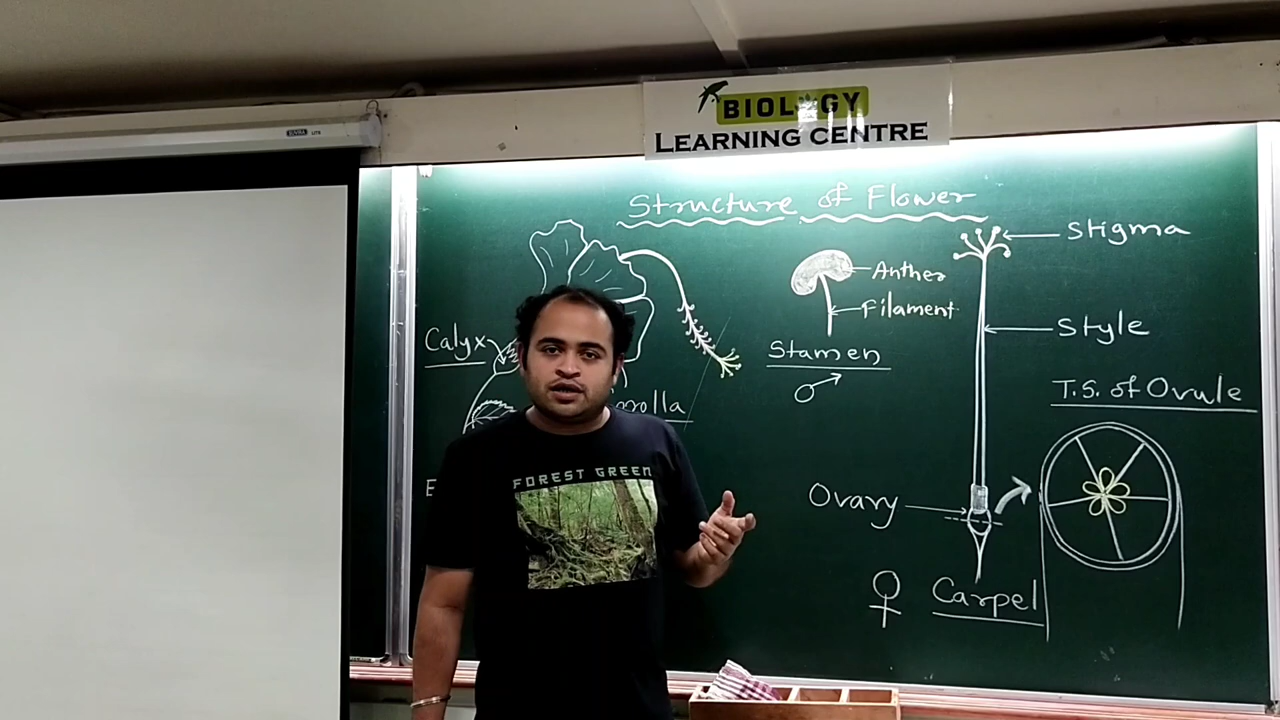 BIOLOGY
LEARNING CENTRE
Structure of Flower
Stigma
Anther
Filament
Calyx
Style
Stamen
T.S. of Ovule
FOREST GREEN
Ovary
Carpel